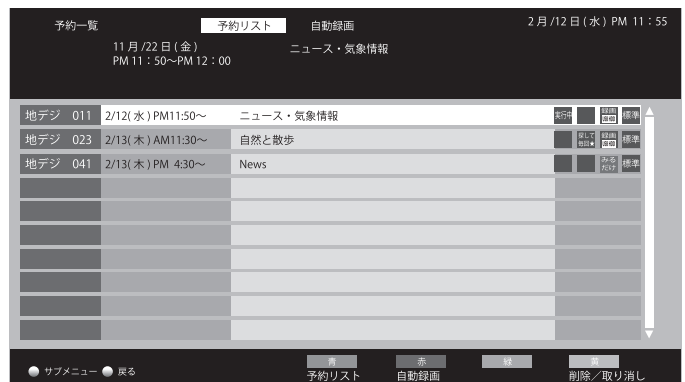 予約一覧 予約リスト 自動録画 2月/12日(水) PM 11:55
11月/22日(金) ニュース・気象情報
PM 11:50～PM 12:00
地デジ 011 2/12(水)PM11:50～ ニュース・気象情報 実行中 録画 標準
地デジ 023 2/13(木)AM11:30～ 自然と散歩 探して毎回★ 録画 標準
地デジ 041 2/13(木)PM 4:30～ News みるだけ 標準
青 赤 緑 黄
サブメニュー 戻る 予約リスト 自動録画 削除／取り消し